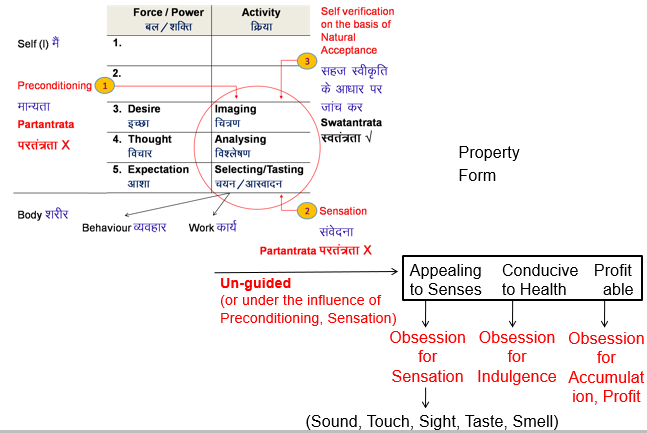 Force / Power
बल / शक्ति
Activity
क्रिया
Self (I) मैं
1.
2.
3. Desire
इच्छा
Imaging
चित्रण
4. Thought
विचार
Analysing
विश्लेषण
5. Expectation
आशा
Selecting/Tasting
चयन / आस्वादन
Preconditioning
1
मान्यता
Partantrata
परतंत्रता X
Self verification
on the basis of
Natural
Acceptance
3
सहज स्वीकृति
के आधार पर
जांच कर
Swatantrata
स्वतंत्रता √
Body शरीर
Behaviour व्यवहार
Work कार्य
2
Sensation
संवेदना
Partantrata परतंत्रता X
Property
Form
Un-guided
(or under the influence of
Preconditioning, Sensation)
Appealing
to Senses
Conducive
to Health
Profit
able
Obsession
for
Sensation
Obsession
for
Indulgence
Obsession
for
Accumulat
ion, Profit
(Sound, Touch, Sight, Taste, Smell)